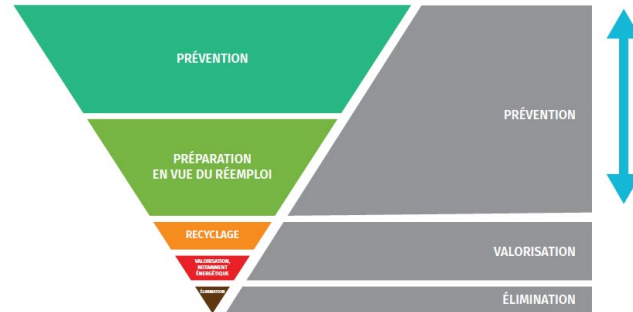 PRÉVENTION
PRÉPARATION
EN VUE DU RÉEMPLOI
RECYCLAGE
VALORISATION,
NOTAMMENT
ÉNERGÉTIQUE
ÉLIMINATION
PRÉVENTION
VALORISATION
ÉLIMINATION